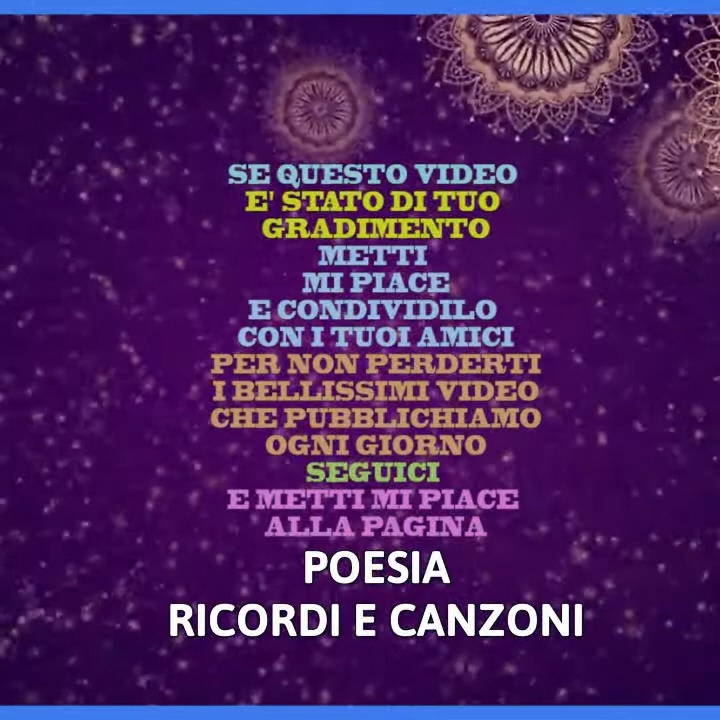 SE QUESTO VIDEO
E' STATO DI TUO
GRADIMENTO
METTI
MI PIACE
E CONDIVIDILO
CON I TUOI AMICI
PER NON PERDERTI
I BELLISSIMI VIDEO
CHE PUBBLICHIAMO
OGNI GIORNO
SEGUICI
E METTI MI PIACE
ALLA PAGINA
POESIA
RICORDI E CANZONI